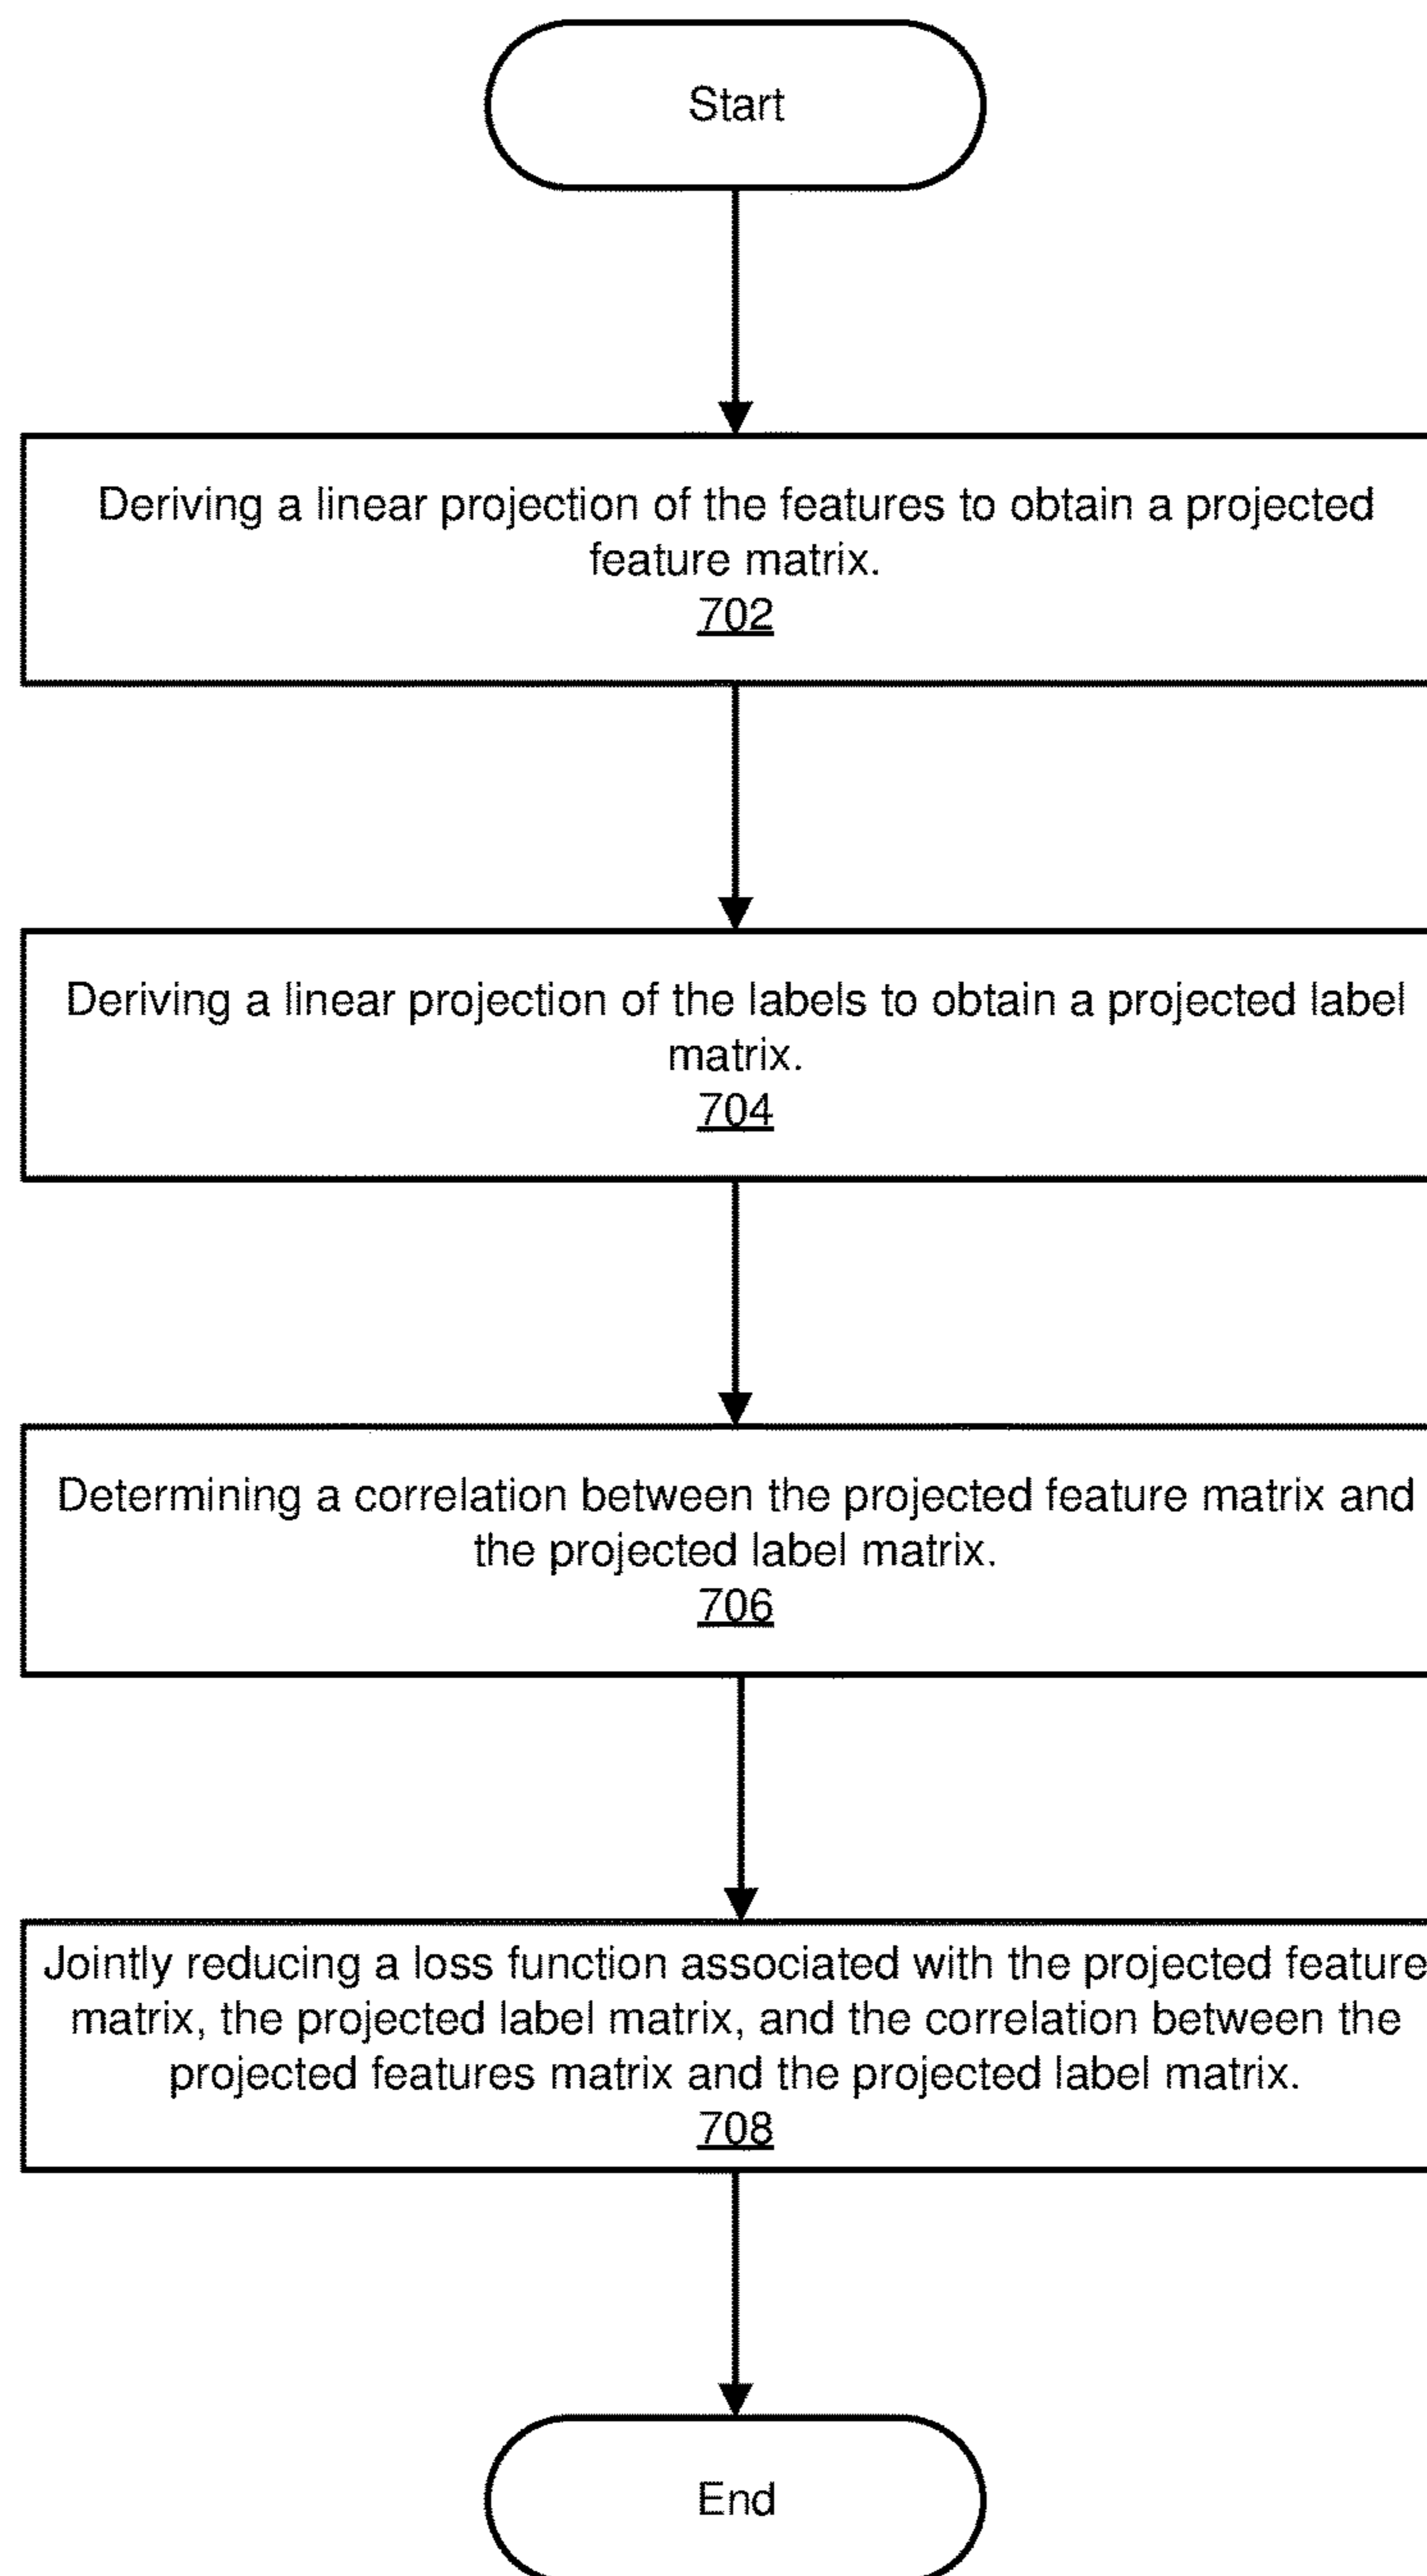 Start
Deriving a linear projection of the features to obtain a projected
feature matrix.
702
Deriving a linear projection of the labels to obtain a projected label
matrix.
704
Determining a correlation between the projected feature matrix and
the projected label matrix.
706
Jointly reducing a loss function associated with the projected feature
matrix, the projected label matrix, and the correlation between the
projected features matrix and the projected label matrix.
708
End